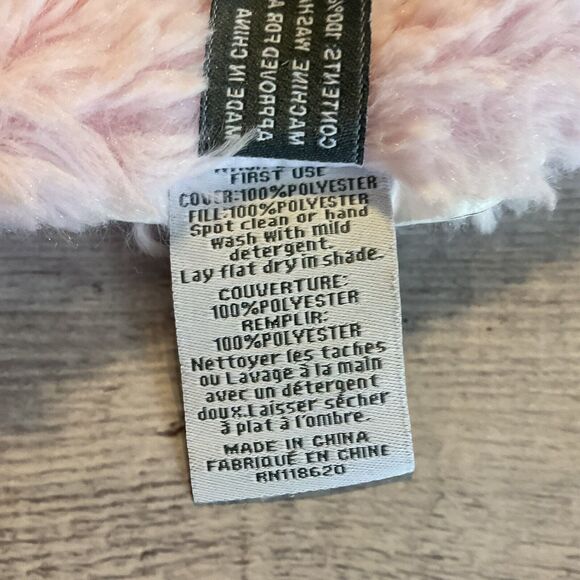 CONTENTS 100%
MACHINE WASH
APPROVED FOR A
MADE IN CHINA
FIRST USE
COVER:100%POLYESTER
FILL:100%POLYESTER
Spot clean or hand
wash with mild
detergent.
Lay flat dry in shade.
COUVERTURE:
100%POLYESTER
REMPLIR:
100%POLYESTER
Nettoyer les taches
ou Lavage à la main
avec un détergent
doux.Laisser sécher
à plat à l'ombre.
MADE IN CHINA
FABRIQUÉ EN CHINE
RN118620